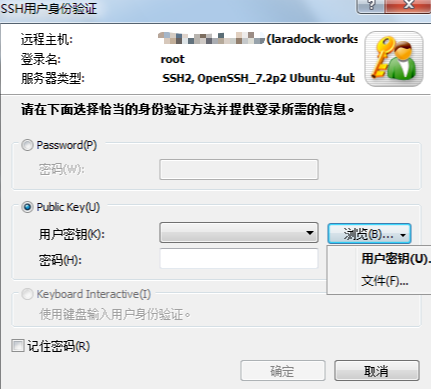 SSH用户身份验证
远程主机: (laradock-works
登录名: root
服务器类型: SSH2, OpenSSH_7.2p2 Ubuntu-4ub
请在下面选择恰当的身份验证方法并提供登录所需的信息。
Password(P)
密码(W):
Public Key(U)
用户密钥(K): 浏览(B)...
密码(H): 用户密钥(U).
文件(F)...
Keyboard Interactive(I)
使用键盘输入用户身份验证。
记住密码(R)
确定 取消